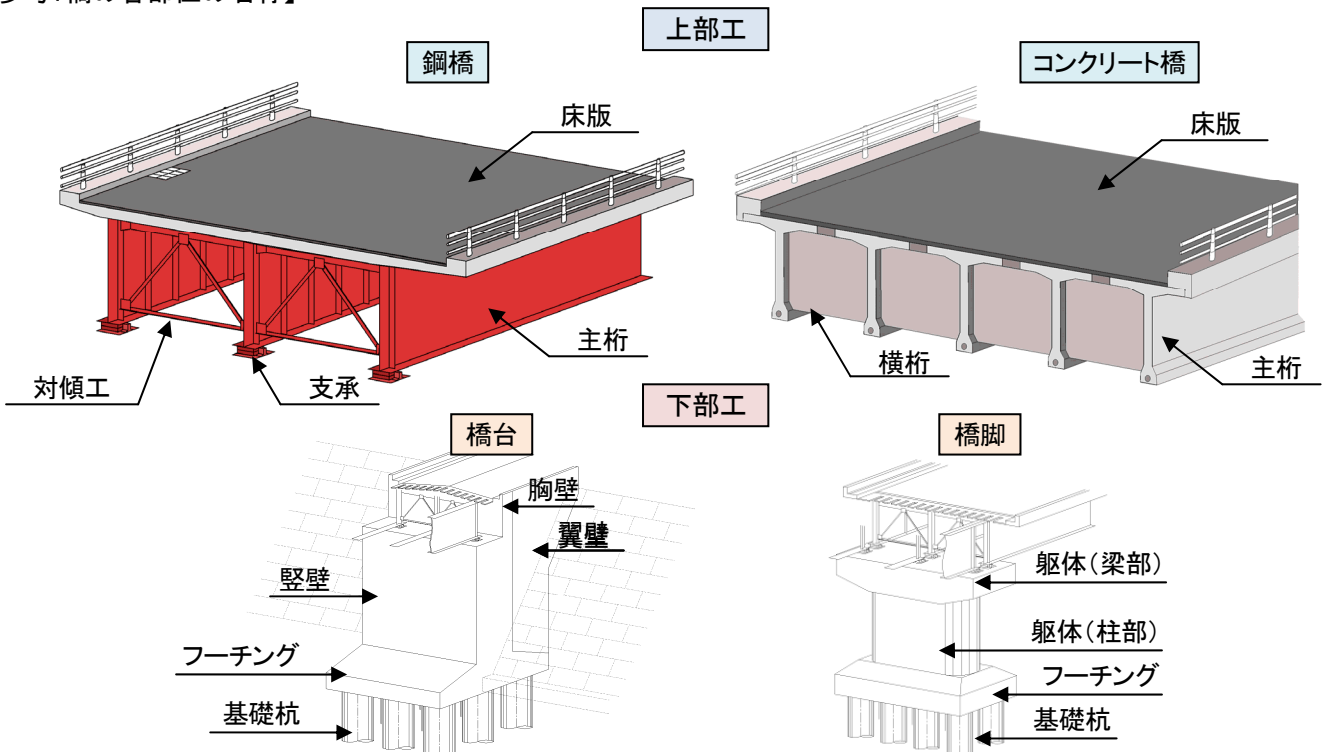 上部工
鋼橋
コンクリート橋
床版
床版
主桁
対傾工
支承
横桁
主桁
下部工
橋台
橋脚
胸壁
翼壁
竪壁
フーチング
基礎杭
躯体(梁部)
躯体(柱部)
フーチング
基礎杭